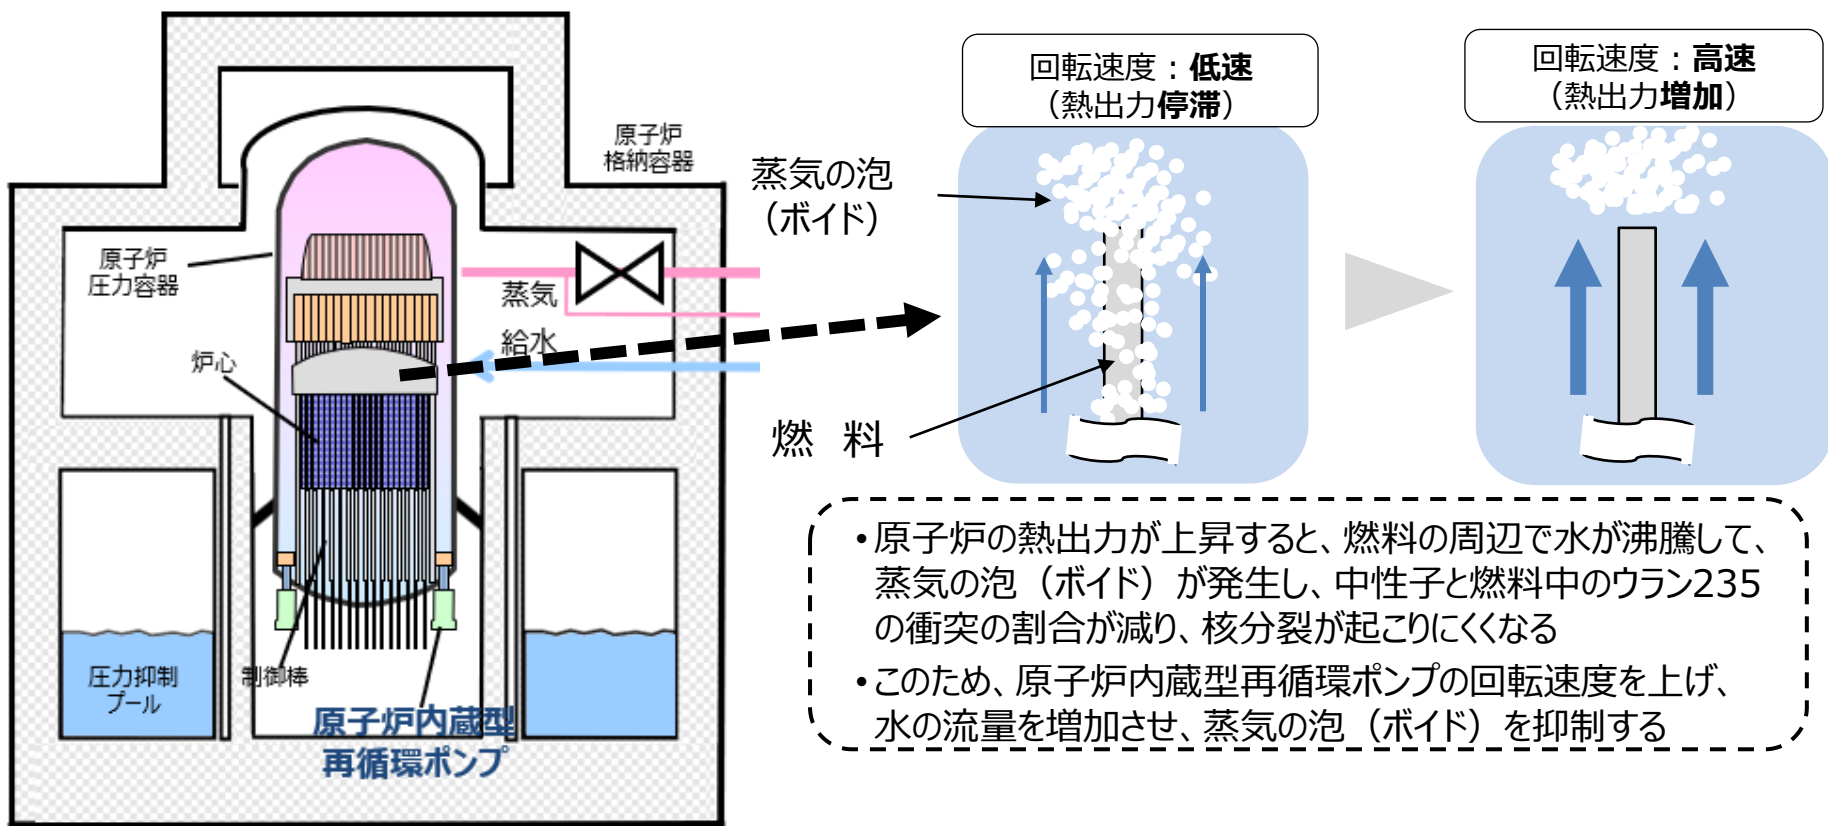 原子炉
格納容器
原子炉
圧力容器
蒸気
給水
炉心
圧力抑制
プール
制御棒
原子炉内蔵型
再循環ポンプ
蒸気の泡
（ボイド）
燃 料
回転速度：低速
（熱出力停滞）
回転速度：高速
（熱出力増加）
•原子炉の熱出力が上昇すると、燃料の周辺で水が沸騰して、
蒸気の泡（ボイド）が発生し、中性子と燃料中のウラン235
の衝突の割合が減り、核分裂が起こりにくくなる
•このため、原子炉内蔵型再循環ポンプの回転速度を上げ、
水の流量を増加させ、蒸気の泡（ボイド）を抑制する